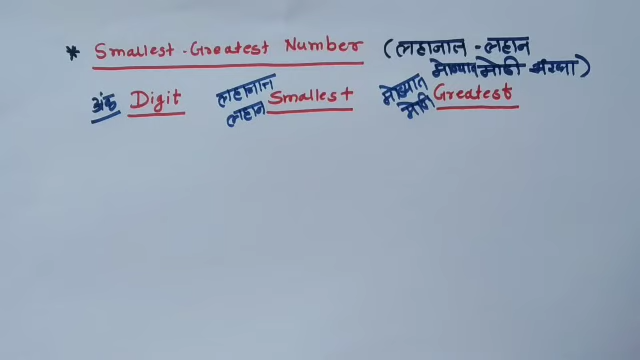 * Smallest-Greatest Number (लहानात - लहान
मोठ्यात मोठी संख्या)
अंक Digit लहानात लहान Smallest मोठ्यात मोठी Greatest